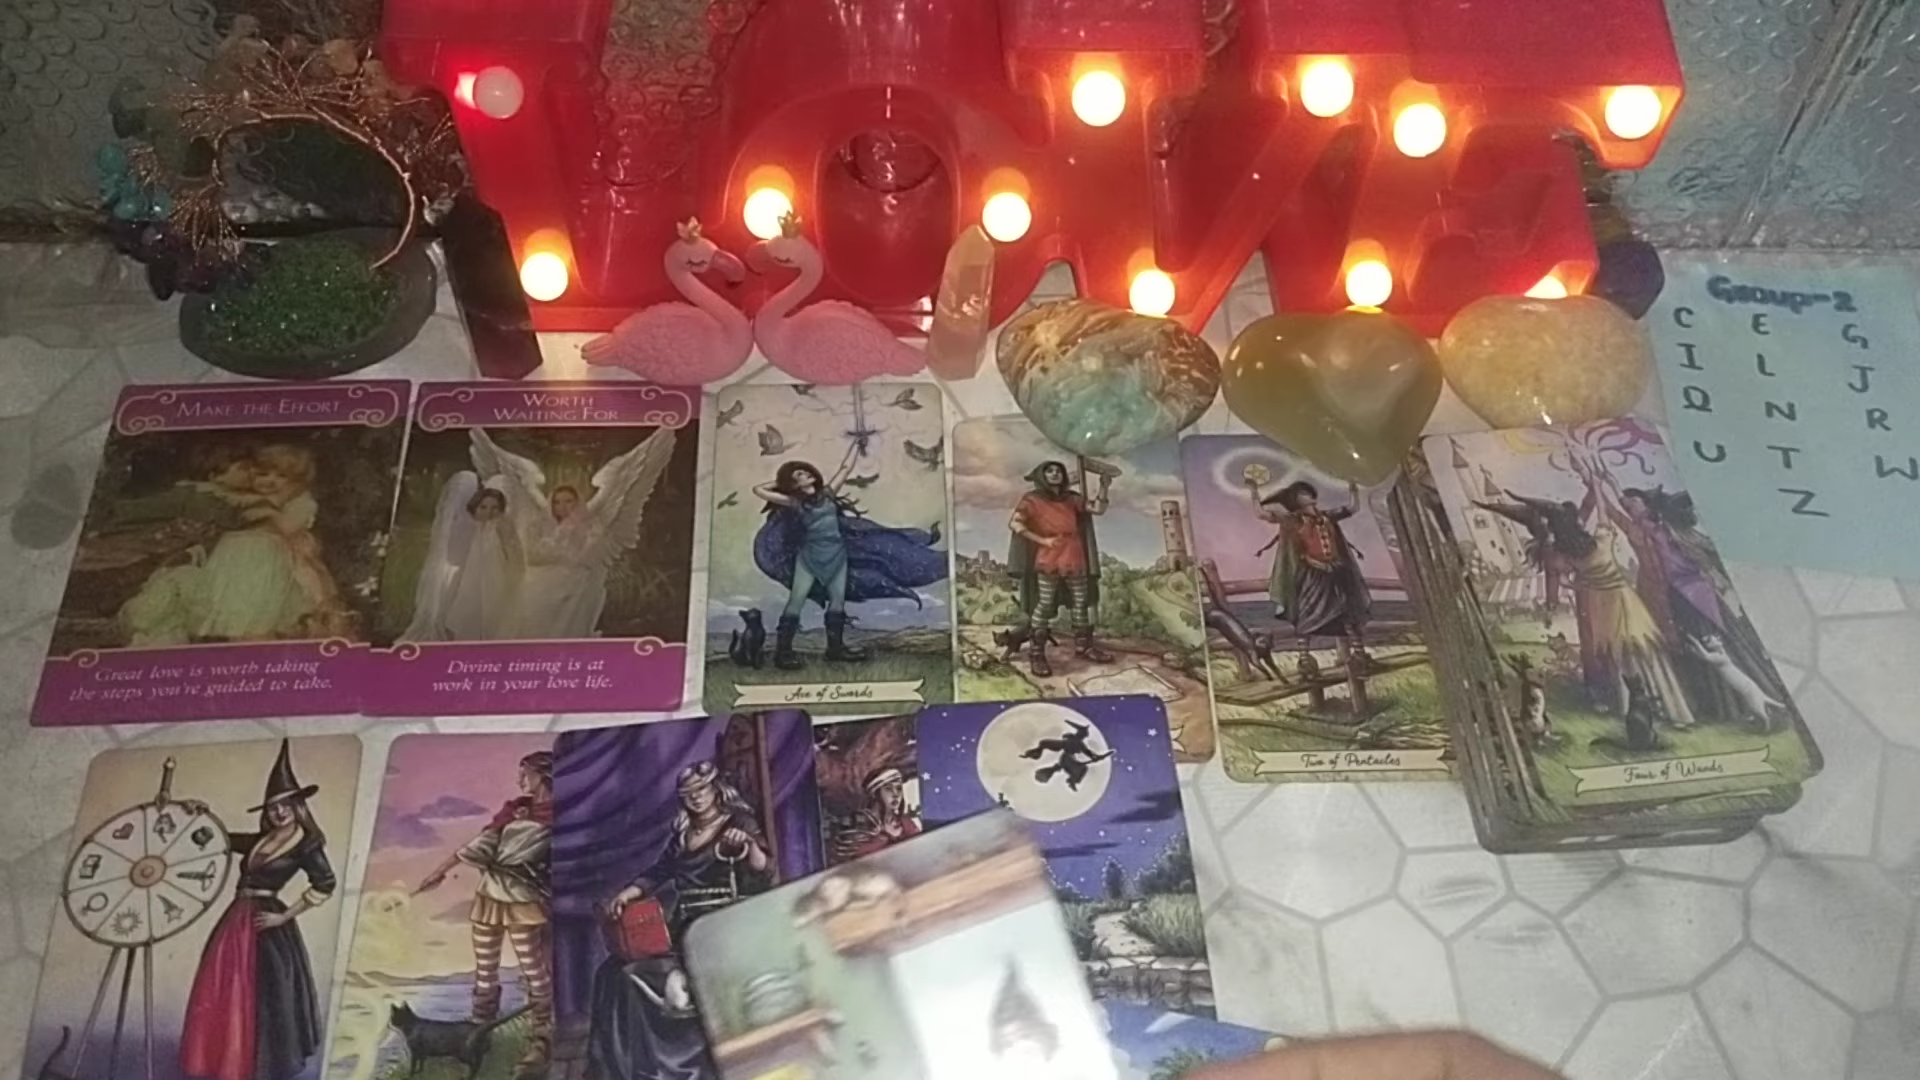 LOVE
Group-2
C E G
I L J
Q N R
U T W
Z
MAKE THE EFFORT
Great love is worth taking
the steps you're guided to take.
WORTH
WAITING FOR
Divine timing is at
work in your love life.
Ace of Swords
Two of Pentacles
Four of Wands